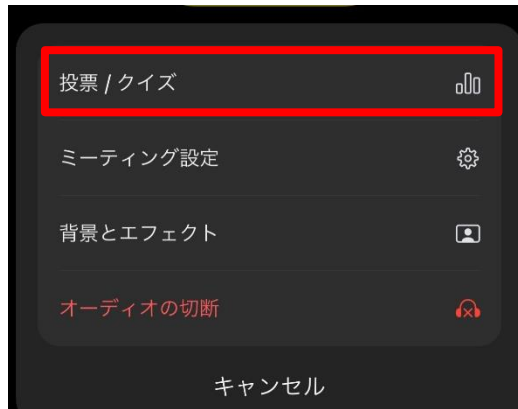 投票 / クイズ
ミーティング設定
背景とエフェクト
オーディオの切断
キャンセル